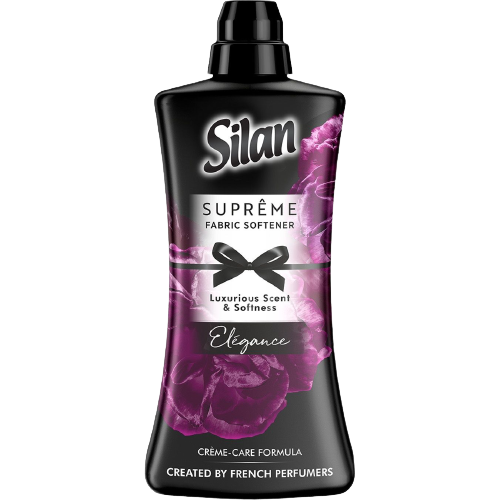 Silan
SUPRÊME
FABRIC SOFTENER
Luxurious Scent
& Softness
Elégance
CRÈME-CARE FORMULA
CREATED BY FRENCH PERFUMERS